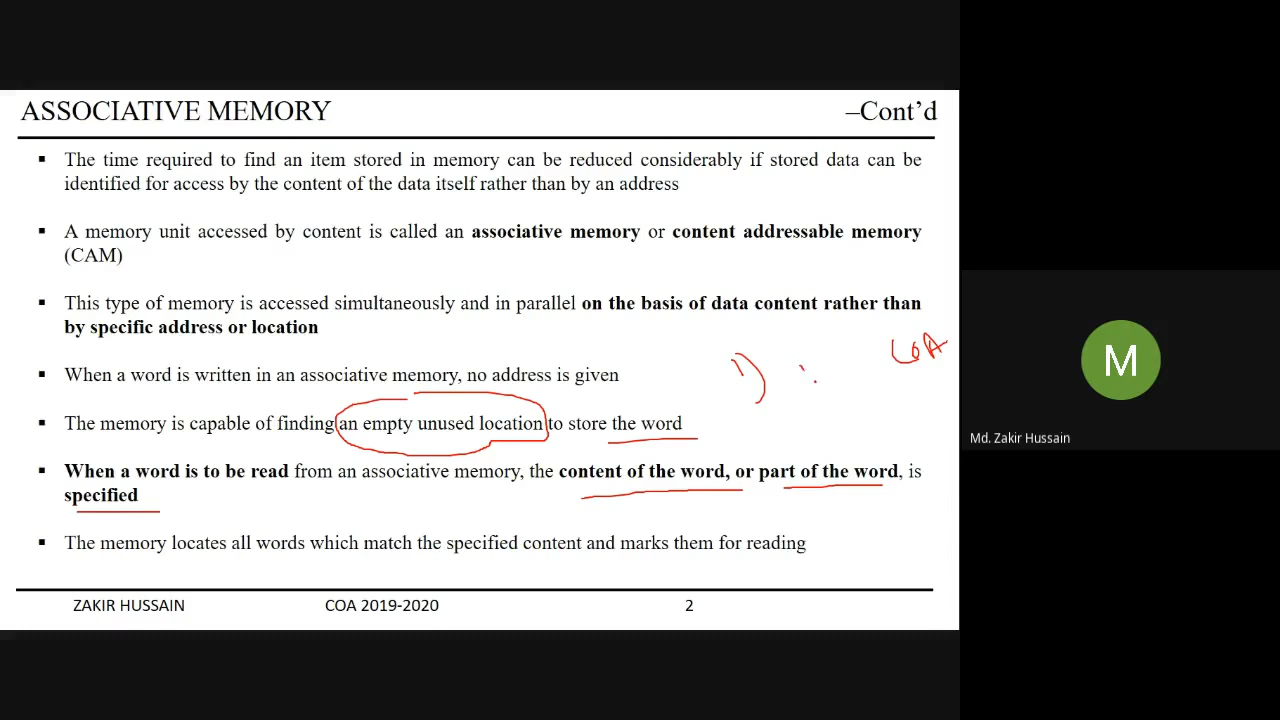 ASSOCIATIVE MEMORY –Cont’d
▪ The time required to find an item stored in memory can be reduced considerably if stored data can be
identified for access by the content of the data itself rather than by an address
▪ A memory unit accessed by content is called an associative memory or content addressable memory
(CAM)
▪ This type of memory is accessed simultaneously and in parallel on the basis of data content rather than
by specific address or location
COA
▪ When a word is written in an associative memory, no address is given
1)
▪ The memory is capable of finding an empty unused location to store the word
▪ When a word is to be read from an associative memory, the content of the word, or part of the word, is
specified
▪ The memory locates all words which match the specified content and marks them for reading
ZAKIR HUSSAIN COA 2019-2020 2
M
Md. Zakir Hussain